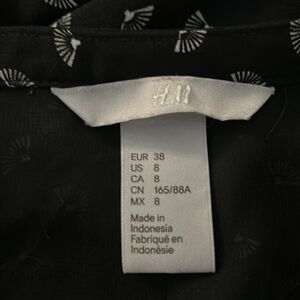 H&M
EUR 38
US 8
CA 8
CN 165/88A
MX 8
Made in
Indonesia
Fabriqué en
Indonésie